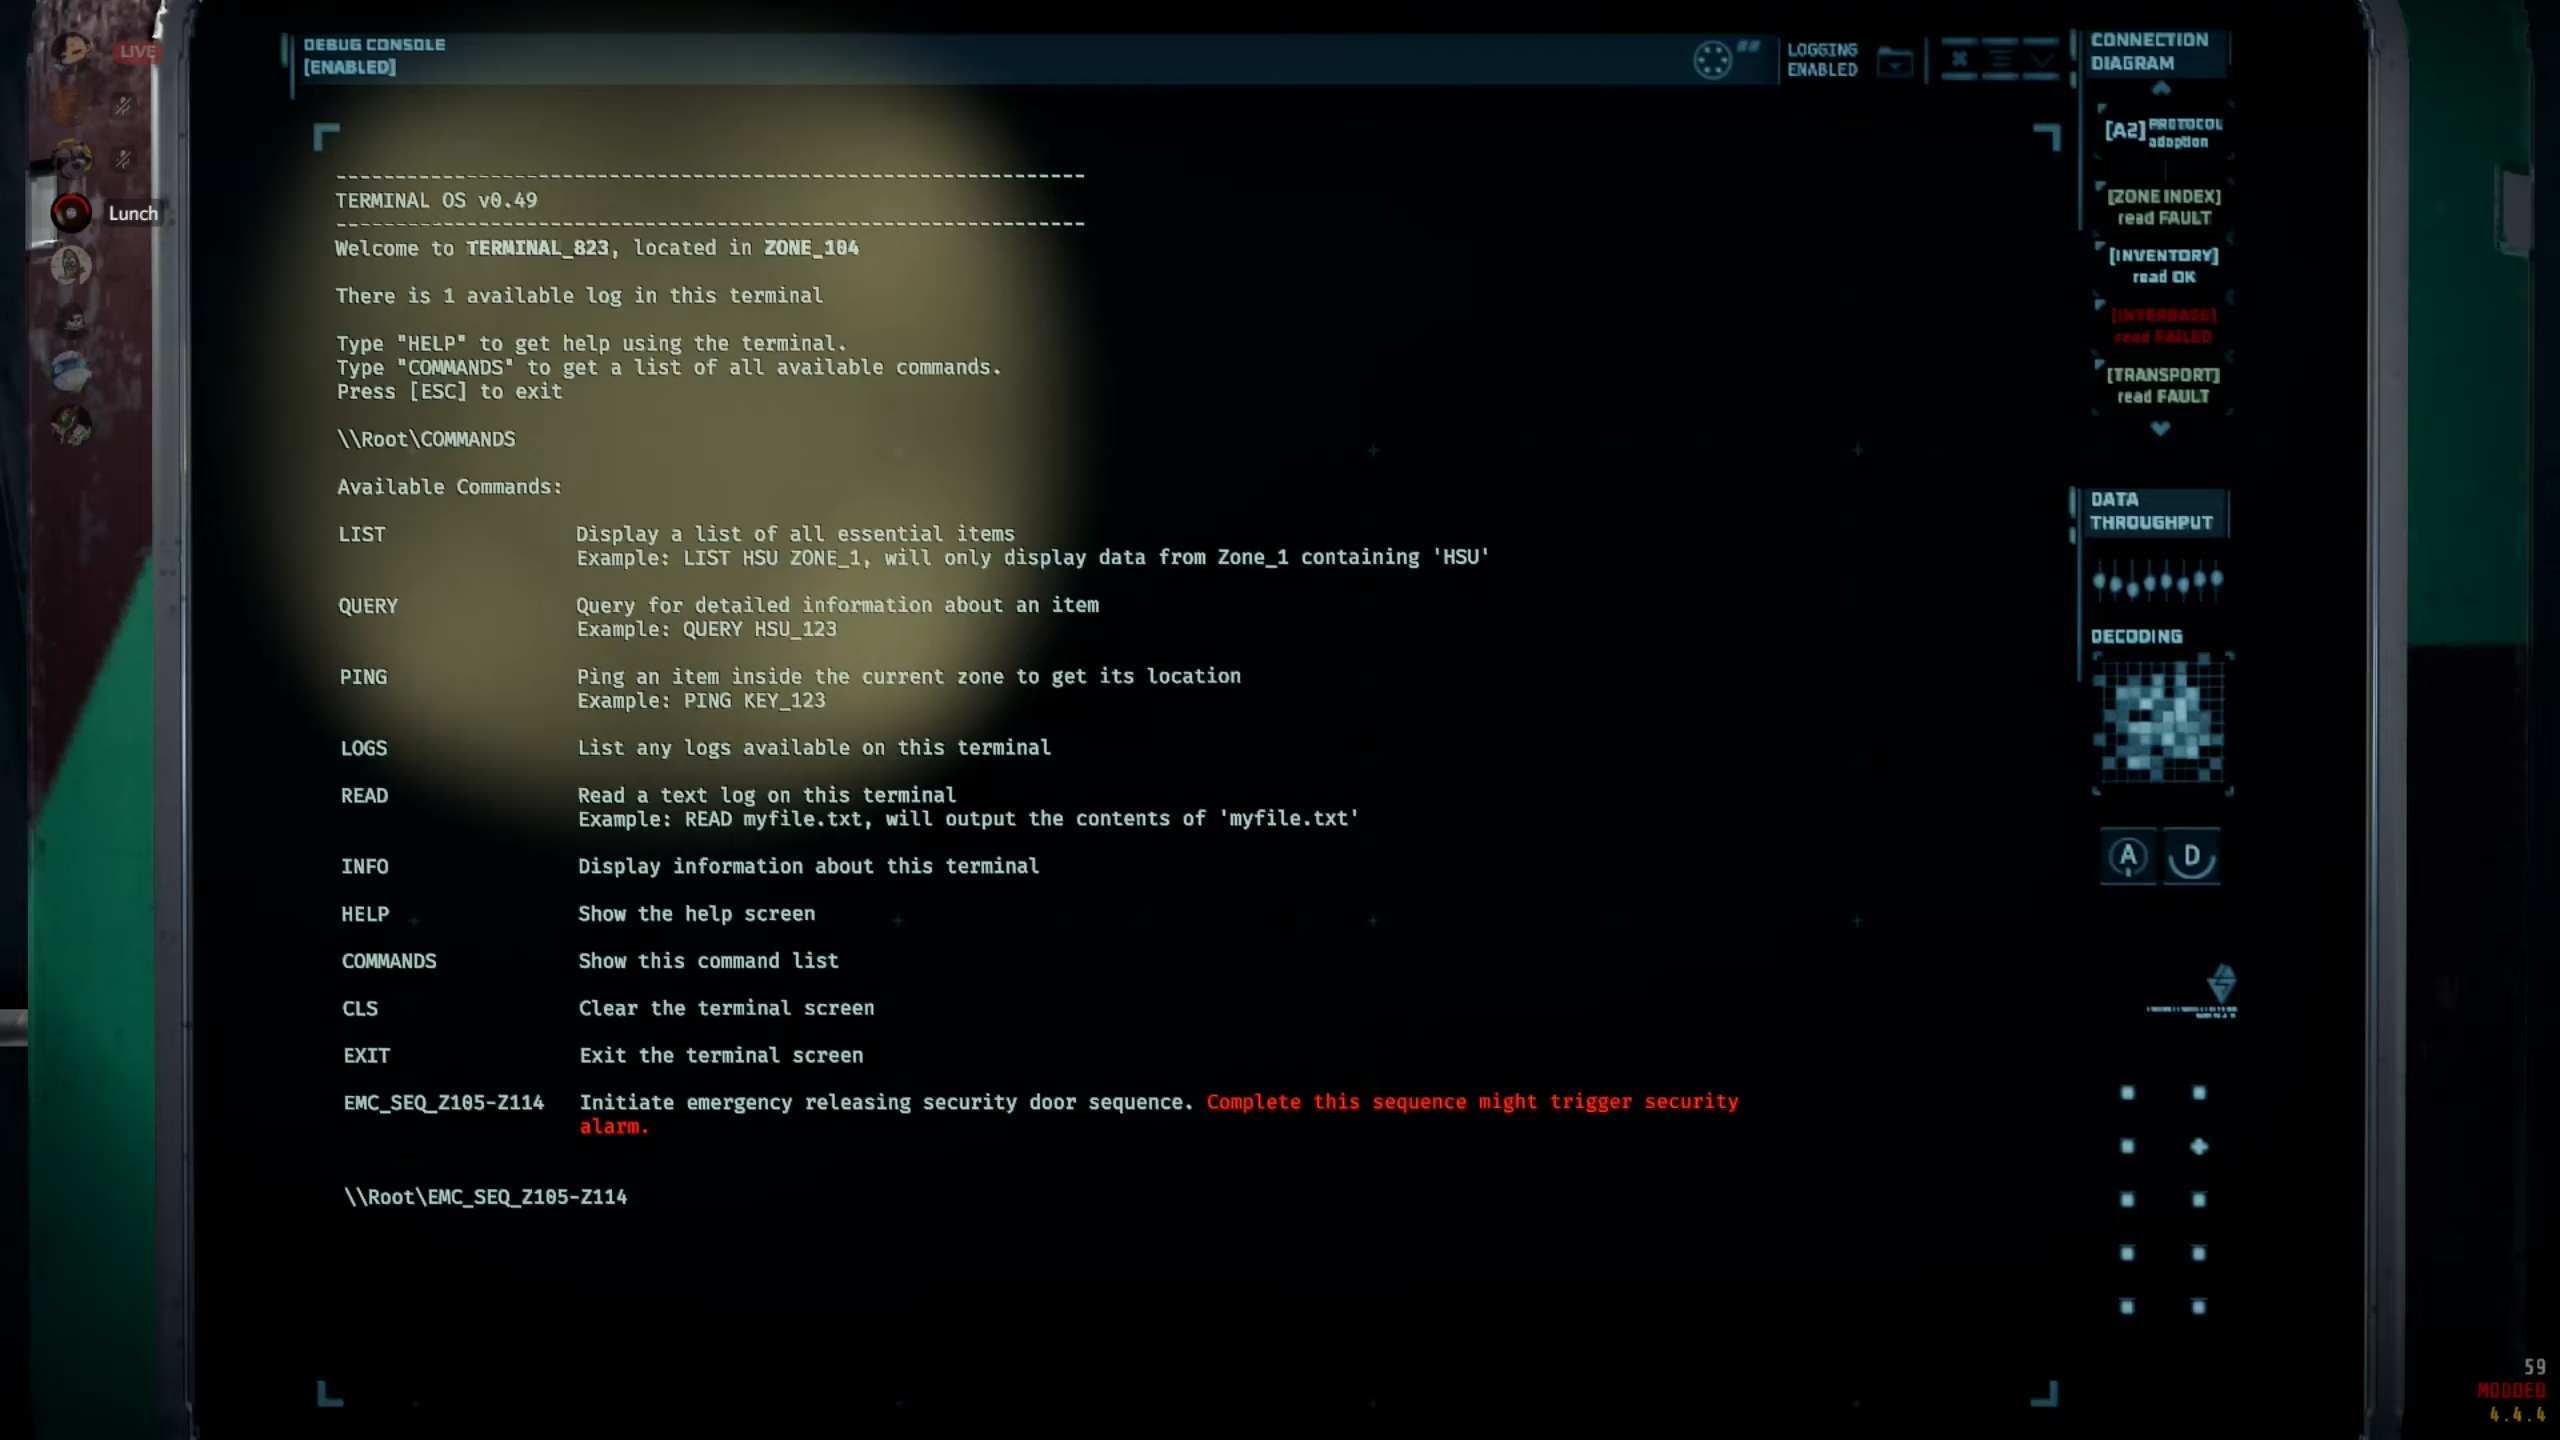 LIVE
Lunch
DEBUG CONSOLE
[ENABLED]
LOGGING
ENABLED
------------------------------------------------------------
TERMINAL OS v0.49
------------------------------------------------------------
Welcome to TERMINAL_823, located in ZONE_104
There is 1 available log in this terminal
Type "HELP" to get help using the terminal.
Type "COMMANDS" to get a list of all available commands.
Press [ESC] to exit
\\Root\COMMANDS
Available Commands:
LIST Display a list of all essential items
Example: LIST HSU ZONE_1, will only display data from Zone_1 containing 'HSU'
QUERY Query for detailed information about an item
Example: QUERY HSU_123
PING Ping an item inside the current zone to get its location
Example: PING KEY_123
LOGS List any logs available on this terminal
READ Read a text log on this terminal
Example: READ myfile.txt, will output the contents of 'myfile.txt'
INFO Display information about this terminal
HELP Show the help screen
COMMANDS Show this command list
CLS Clear the terminal screen
EXIT Exit the terminal screen
EMC_SEQ_Z105-Z114 Initiate emergency releasing security door sequence. Complete this sequence might trigger security
alarm.
\\Root\EMC_SEQ_Z105-Z114
CONNECTION
DIAGRAM
[A2] PROTOCOL
adoption
[ZONE INDEX]
read FAULT
[INVENTORY]
read OK
[INTERBASE]
read FAILED
[TRANSPORT]
read FAULT
DATA
THROUGHPUT
DECODING
A D
59
MODDED
4.4.4